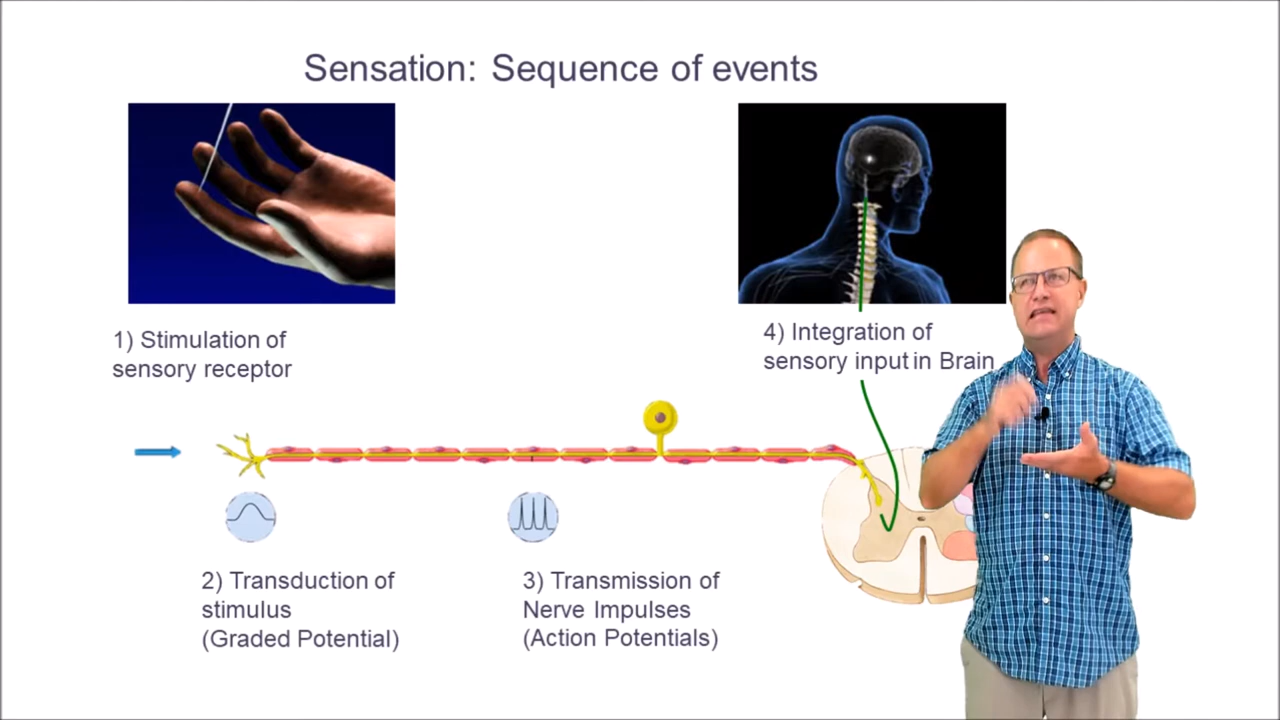 Sensation: Sequence of events
1) Stimulation of
sensory receptor
4) Integration of
sensory input in Brain
2) Transduction of
stimulus
(Graded Potential)
3) Transmission of
Nerve Impulses
(Action Potentials)